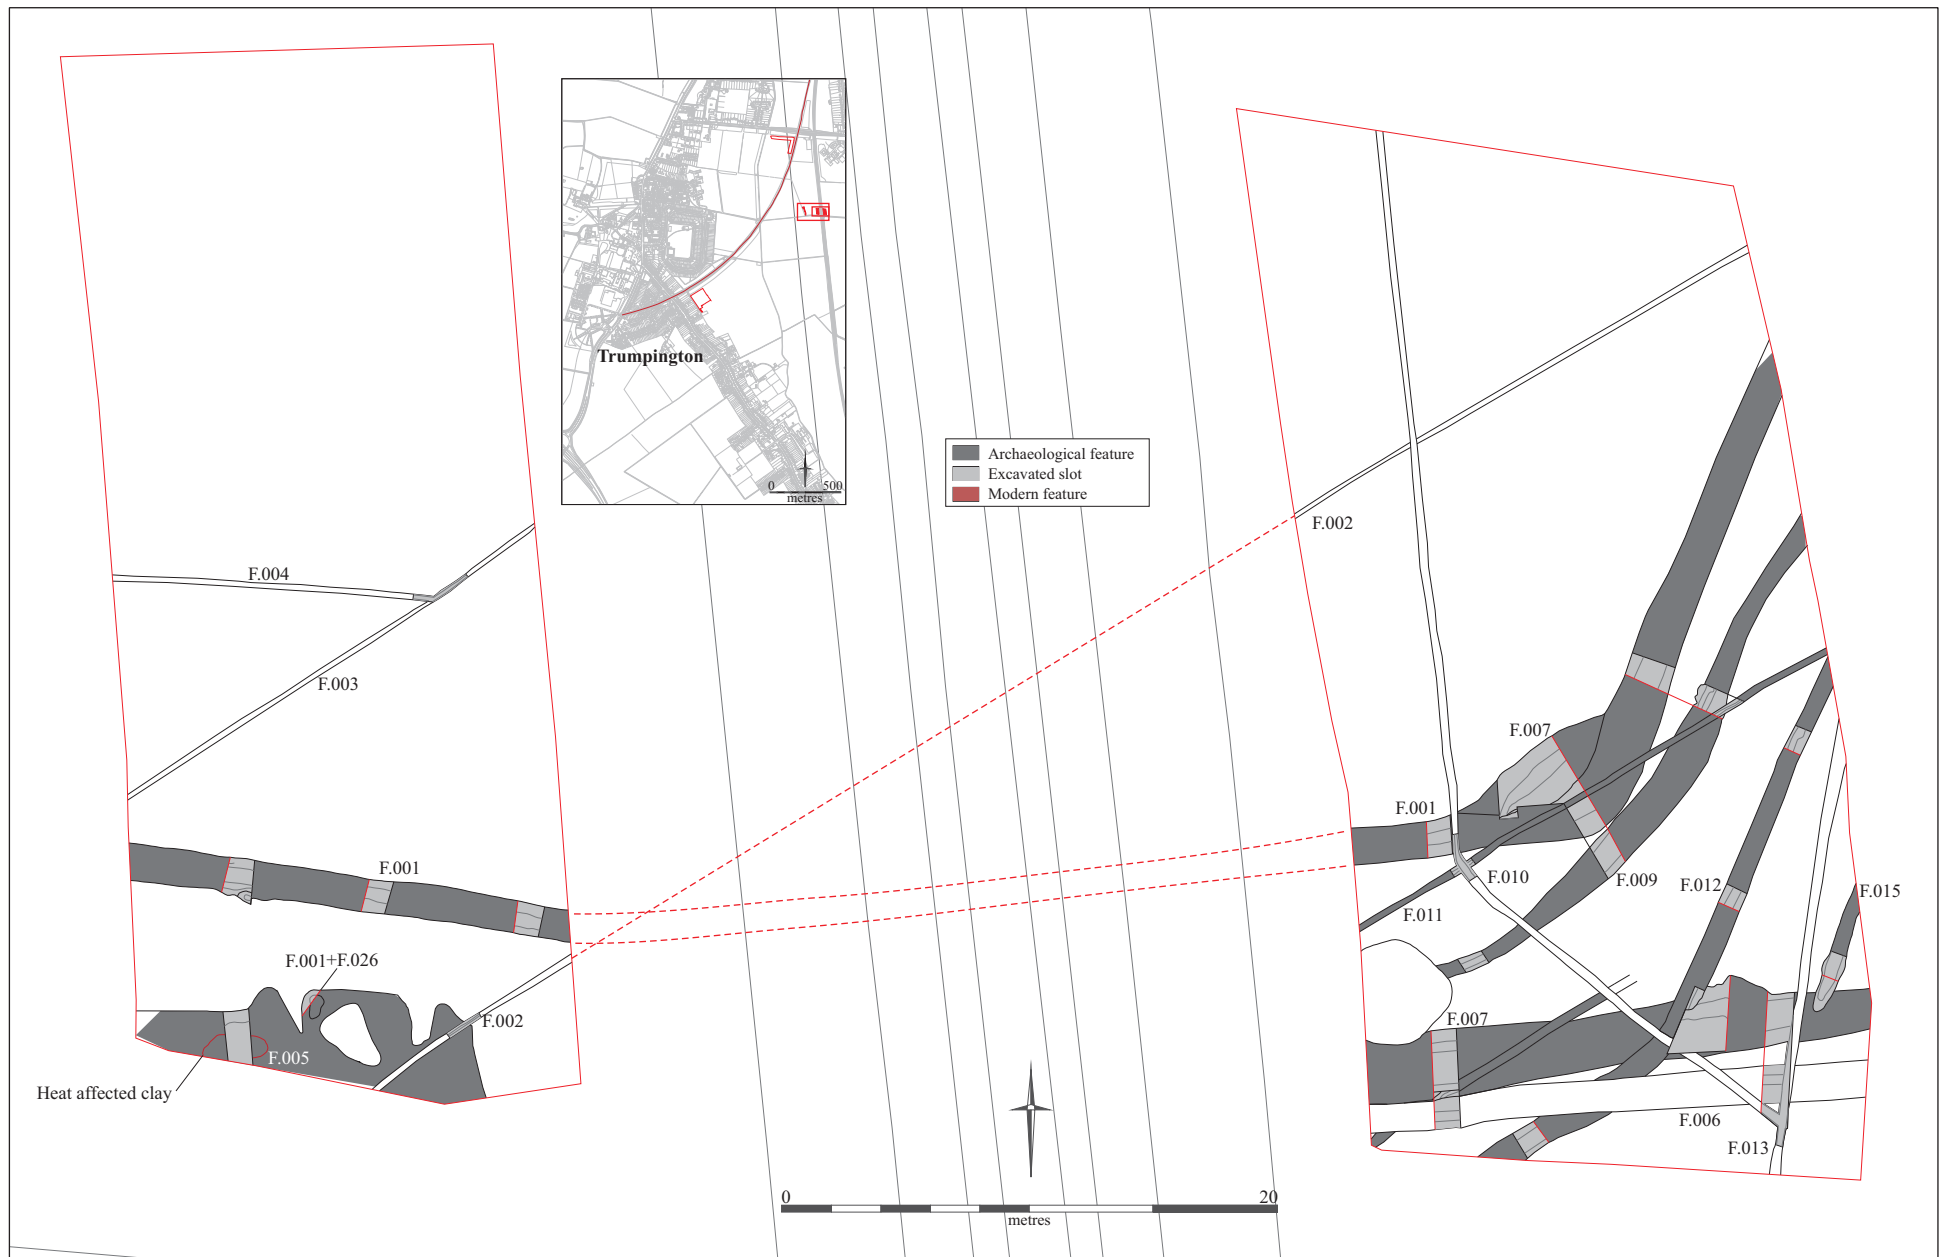 Trumpington
0 500
metres
Archaeological feature
Excavated slot
Modern feature
F.004
F.003
F.001
F.001+F.026
F.002
F.005
Heat affected clay
F.002
F.007
F.001
F.010
F.009
F.011
F.012
F.015
F.007
F.006
F.013
0 20
metres